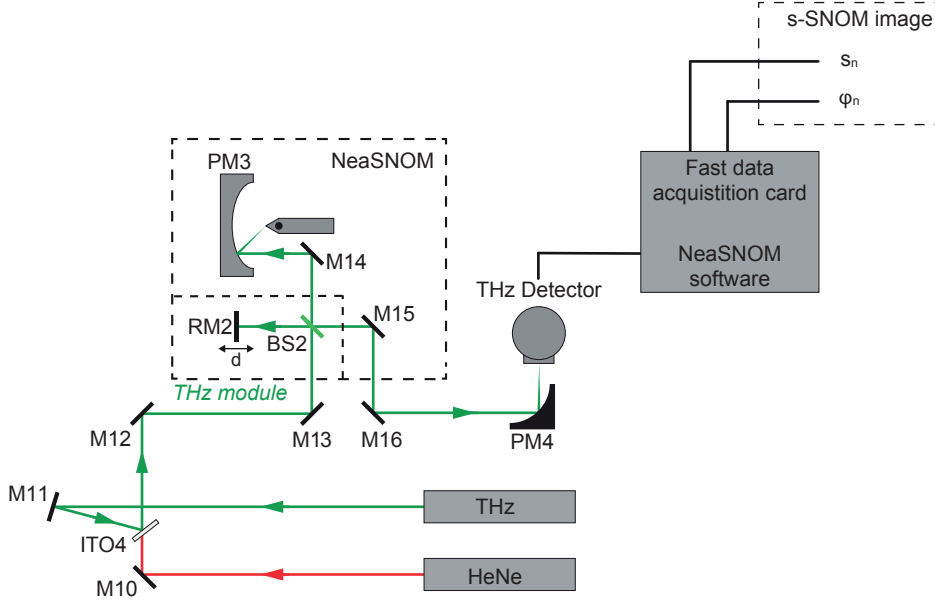 s-SNOM image
sₙ
φₙ
Fast data
acquistition card
NeaSNOM
software
PM3
NeaSNOM
M14
THz Detector
RM2
BS2
M15
d
THz module
M12
M13
M16
PM4
M11
THz
ITO4
M10
HeNe